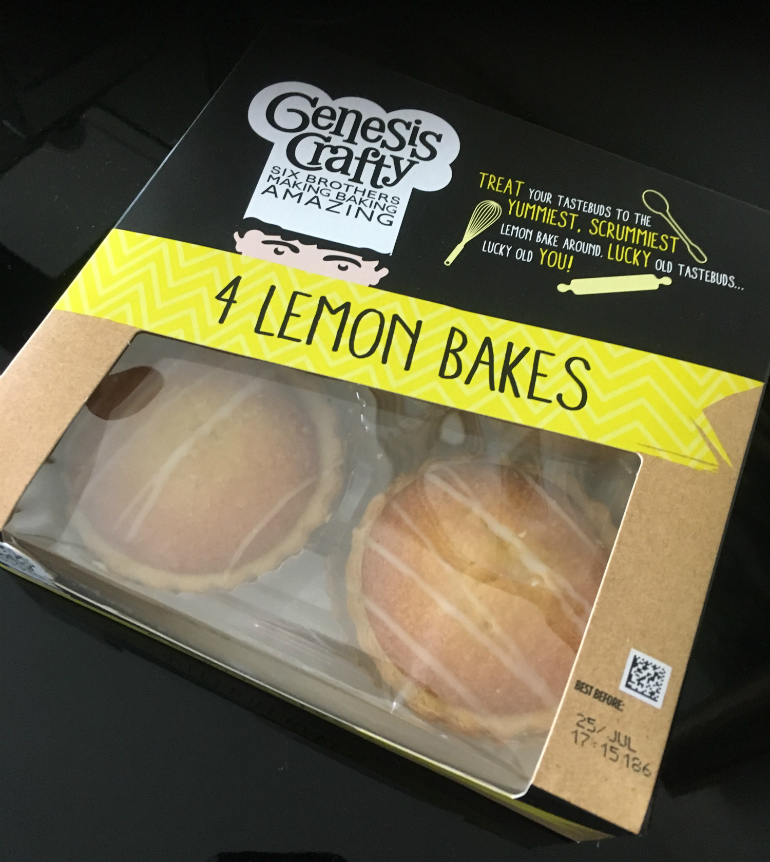 Genesis
Crafty
SIX BROTHERS
MAKING BAKING
AMAZING
TREAT YOUR TASTEBUDS TO THE
YUMMIEST, SCRUMMIEST
LEMON BAKE AROUND, LUCKY OLD TASTEBUDS...
LUCKY OLD YOU!
4 LEMON BAKES
BEST BEFORE:
25/JUL
17:15 186